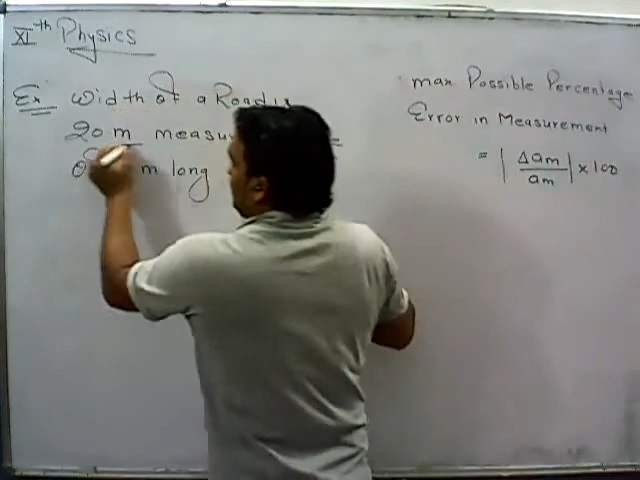 XIth Physics
Ex Width Of a Road is
20 m measu
m long
max Possible Percentage
Error in Measurement
= | Δam / am | × 100